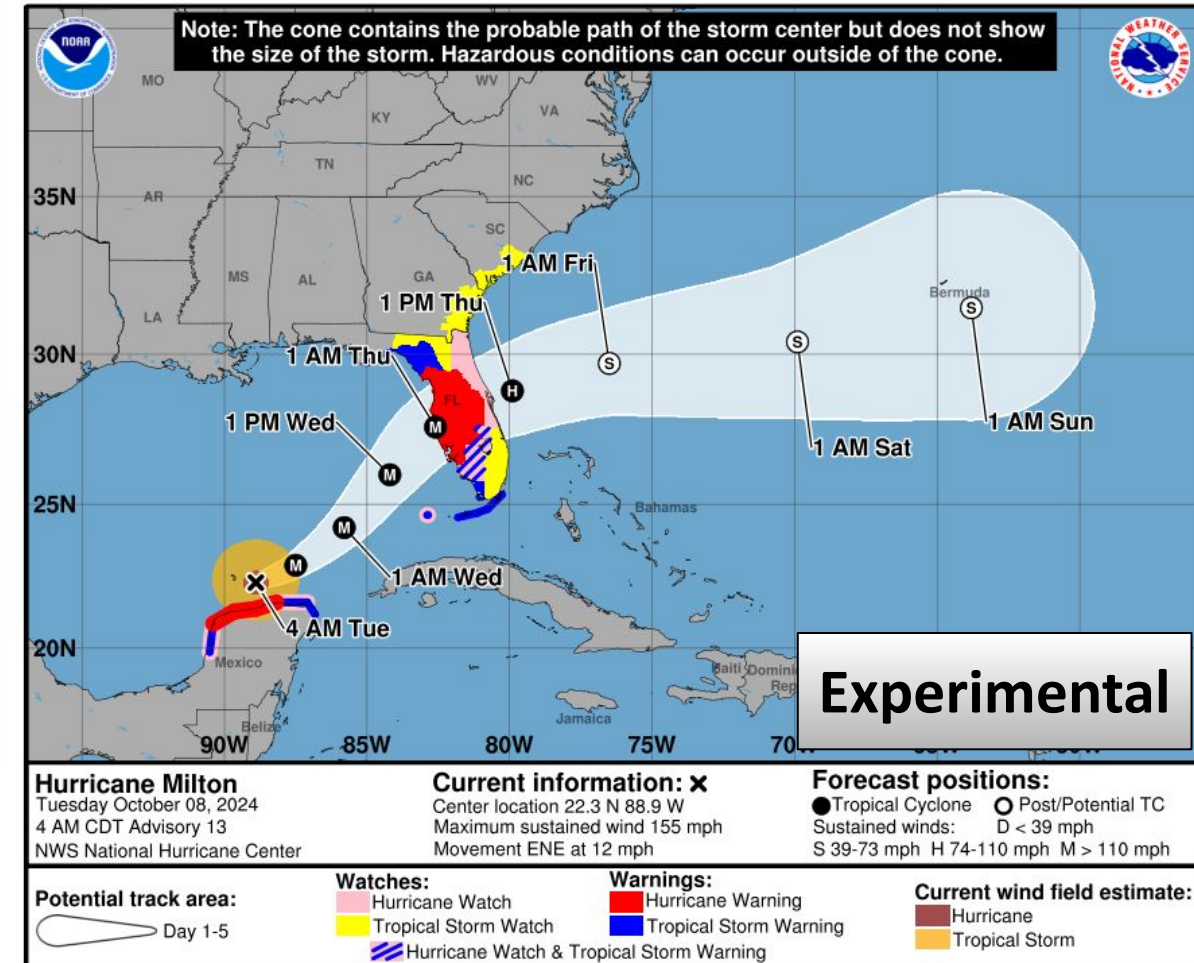 Note: The cone contains the probable path of the storm center but does not show
the size of the storm. Hazardous conditions can occur outside of the cone.
NOAA
MO
WV
KY
VA
TN
NC
35N
AR
SC
1 AM Fri
MS
AL
GA
1 PM Thu
Bermuda
LA
30N
1 AM Thu
S
S
S
H
FL
M
1 PM Wed
1 AM Sun
1 AM Sat
M
25N
Bahamas
M
M
1 AM Wed
4 AM Tue
20N
Mexico
Haiti
Experimental
Jamaica
Belize
90W
85W
80W
75W
Hurricane Milton
Tuesday October 08, 2024
4 AM CDT Advisory 13
NWS National Hurricane Center
Current information: ✖
Center location 22.3 N 88.9 W
Maximum sustained wind 155 mph
Movement ENE at 12 mph
Forecast positions:
Tropical Cyclone Post/Potential TC
Sustained winds: D < 39 mph
S 39-73 mph H 74-110 mph M > 110 mph
Potential track area:
Day 1-5
Watches:
Hurricane Watch
Tropical Storm Watch
Warnings:
Hurricane Warning
Tropical Storm Warning
Hurricane Watch & Tropical Storm Warning
Current wind field estimate:
Hurricane
Tropical Storm